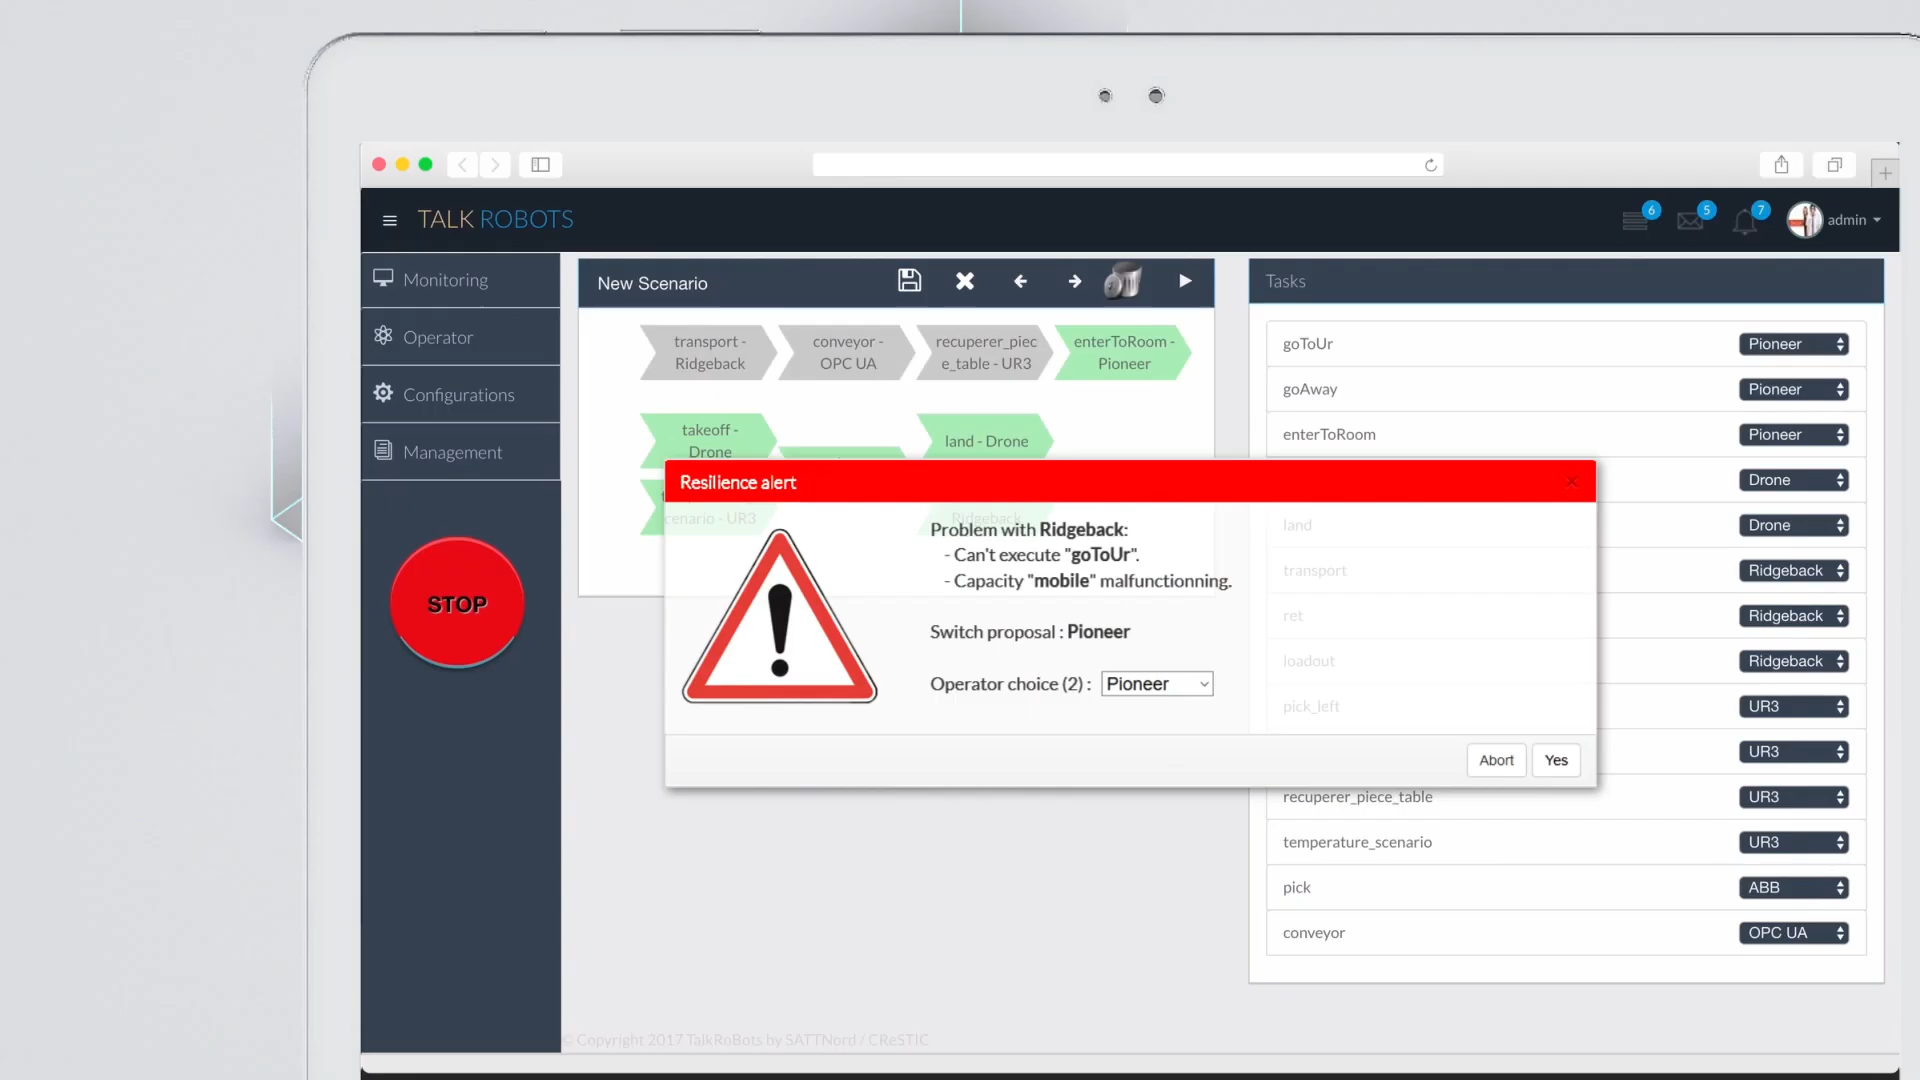 TALK ROBOTS
6
5
7
admin
Monitoring
Operator
Configurations
Management
STOP
New Scenario
transport -
Ridgeback
conveyor -
OPC UA
recuperer_piec
e_table - UR3
enterToRoom -
Pioneer
takeoff -
Drone
land - Drone
cenario - UR3
Ridgeback
Resilience alert
×
Problem with Ridgeback:
- Can't execute "goToUr".
- Capacity "mobile" malfunctionning.
Switch proposal : Pioneer
Operator choice (2) : Pioneer
Abort
Yes
Tasks
goToUr Pioneer
goAway Pioneer
enterToRoom Pioneer
Drone
land Drone
transport Ridgeback
ret Ridgeback
loadout Ridgeback
pick_left UR3
UR3
recuperer_piece_table UR3
temperature_scenario UR3
pick ABB
conveyor OPC UA
© Copyright 2017 TalkRoBots by SATTNord / CReSTIC